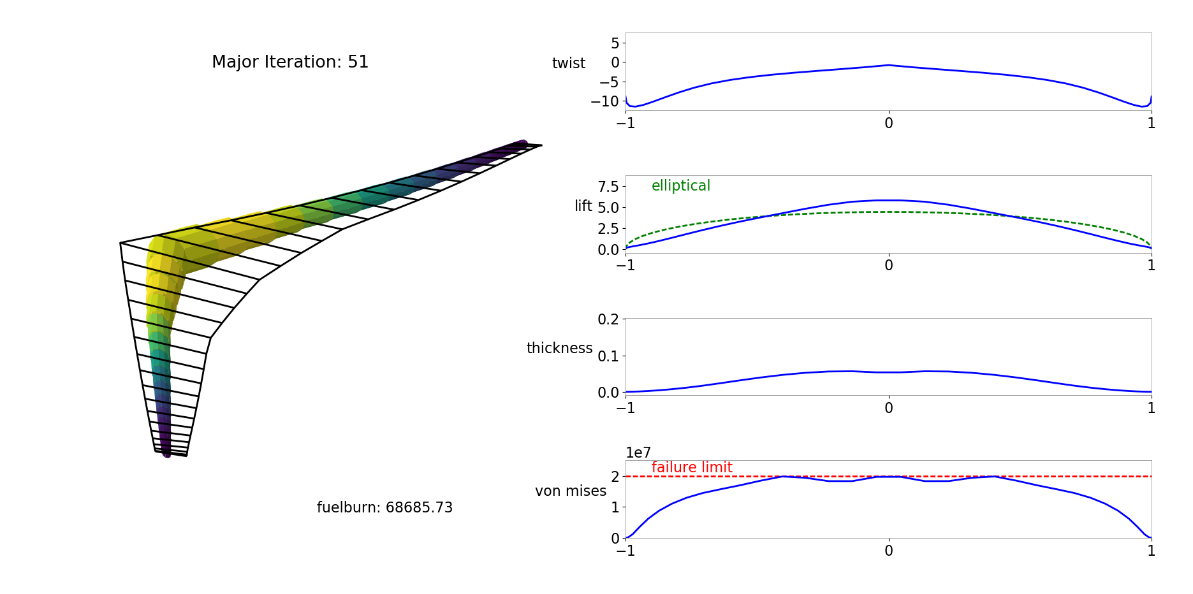 Major Iteration: 51
fuelburn: 68685.73
twist
5
0
−5
−10
−1 0 1
lift
elliptical
7.5
5.0
2.5
0.0
−1 0 1
thickness
0.2
0.1
0.0
−1 0 1
von mises
1e7
failure limit
2
1
0
−1 0 1